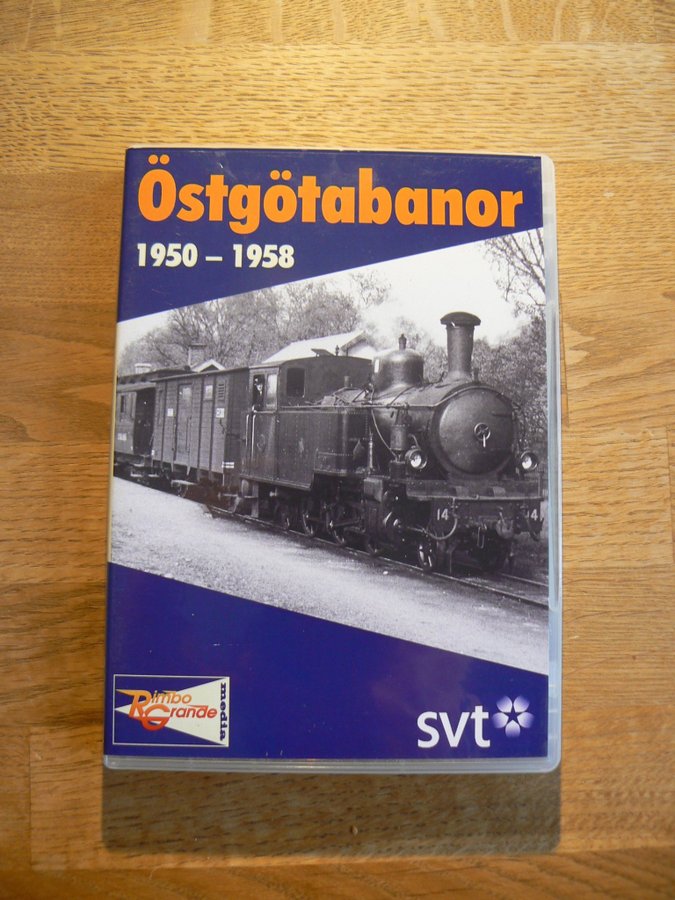 Östgötabanor
1950 – 1958
14
14
Rimbo
Grande
media
svt